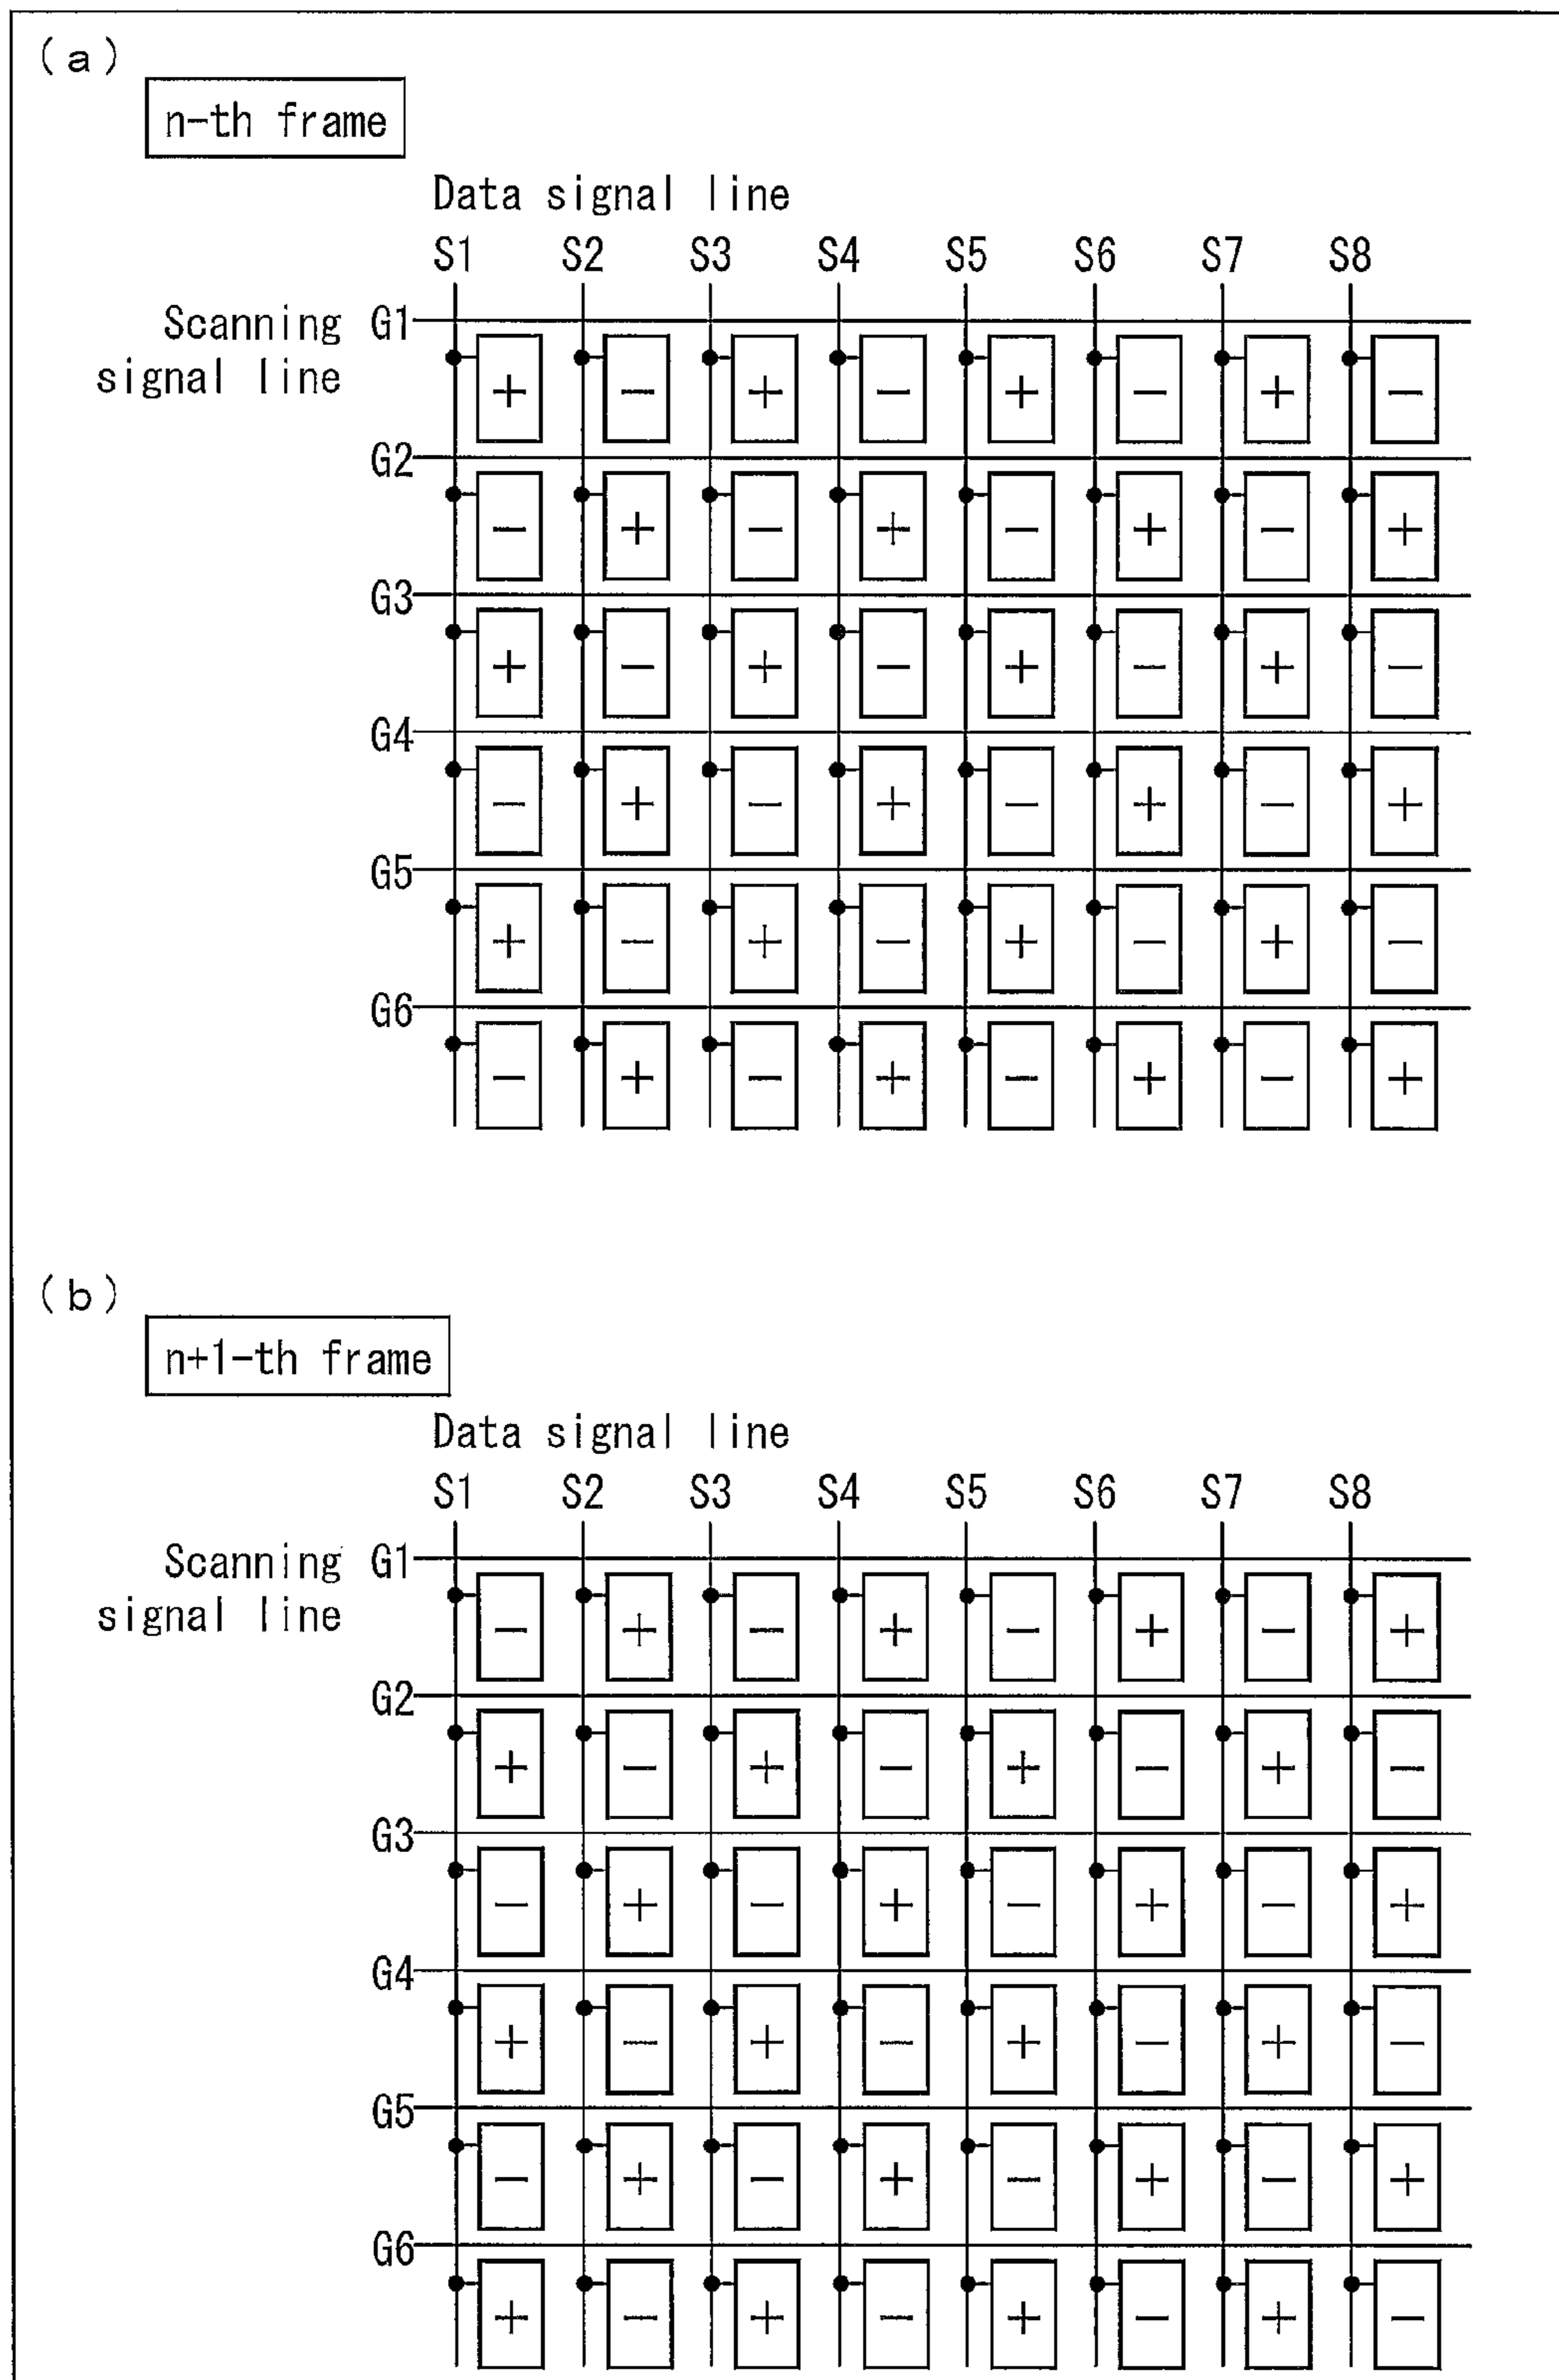 (a)
n-th frame
Data signal line
S1 S2 S3 S4 S5 S6 S7 S8
Scanning G1
signal line
+ − + − + − + −
G2
− + − + − + − +
G3
+ − + − + − + −
G4
− + − + − + − +
G5
+ − + − + − + −
G6
− + − + − + − +
(b)
n+1-th frame
Data signal line
S1 S2 S3 S4 S5 S6 S7 S8
Scanning G1
signal line
− + − + − + − +
G2
+ − + − + − + −
G3
− + − + − + − +
G4
+ − + − + − + −
G5
− + − + − + − +
G6
+ − + − + − + −